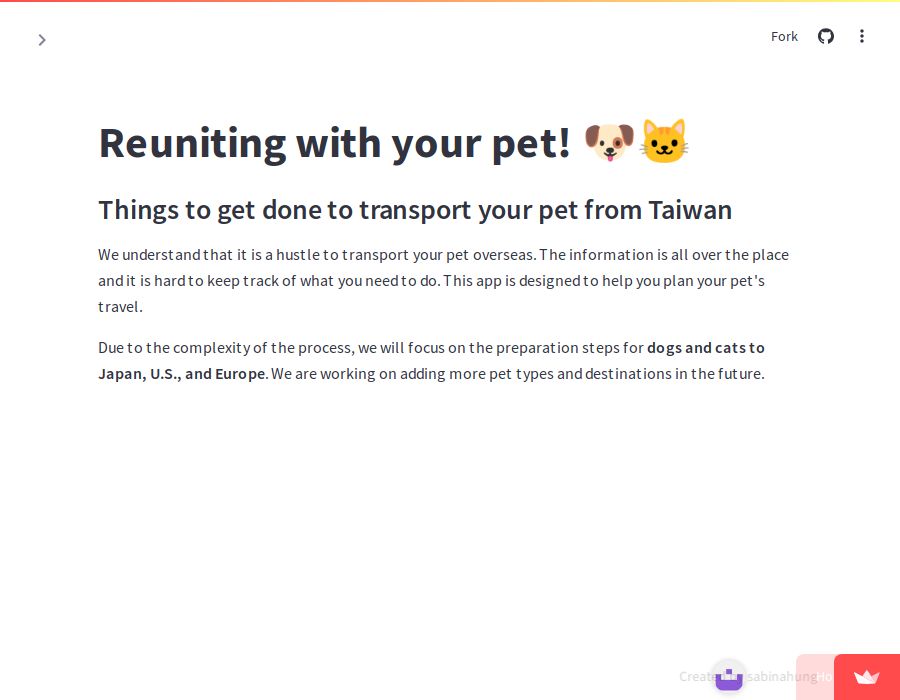 Fork
Reuniting with your pet!
Things to get done to transport your pet from Taiwan
We understand that it is a hustle to transport your pet overseas. The information is all over the place
and it is hard to keep track of what you need to do. This app is designed to help you plan your pet's
travel.
Due to the complexity of the process, we will focus on the preparation steps for dogs and cats to
Japan, U.S., and Europe. We are working on adding more pet types and destinations in the future.
sabinahung